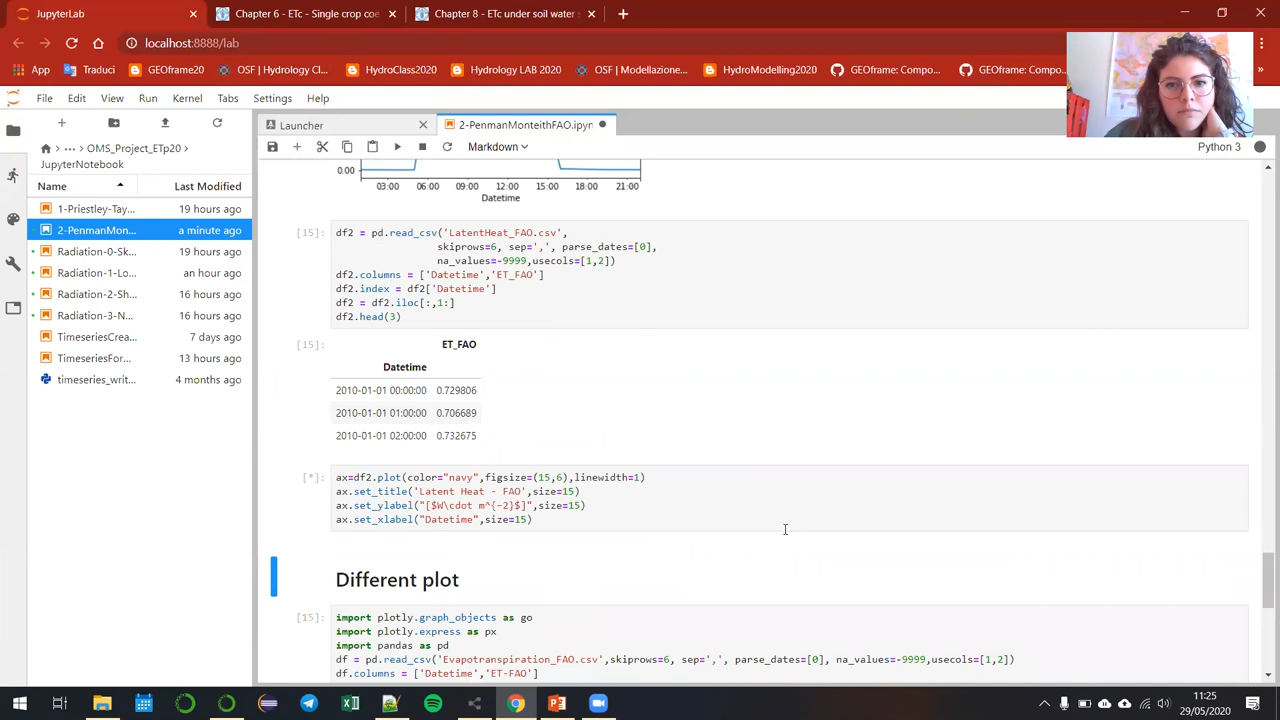 JupyterLab
Chapter 6 - ETc - Single crop coe
Chapter 8 - ETc under soil water
localhost:8888/lab
App
Traduci
GEOframe20
OSF | Hydrology Cl...
HydroClass2020
Hydrology LAB 2020
OSF | Modellazione...
HydroModelling2020
GEOframe: Compo...
GEOframe: Compo...
File Edit View Run Kernel Tabs Settings Help
Launcher
2-PenmanMonteithFAO.ipyn
Markdown
Python 3
··· > OMS_Project_ETp20 >
JupyterNotebook
Name Last Modified
1-Priestley-Tay... 19 hours ago
2-PenmanMon... a minute ago
Radiation-0-Sk... 19 hours ago
Radiation-1-Lo... an hour ago
Radiation-2-Sh... 16 hours ago
Radiation-3-N... 16 hours ago
TimeseriesCrea... 7 days ago
TimeseriesFor... 13 hours ago
timeseries_writ... 4 months ago
0.00
03:00 06:00 09:00 12:00 15:00 18:00 21:00
Datetime
[15]: df2 = pd.read_csv('LatentHeat_FAO.csv',
skiprows=6, sep=',', parse_dates=[0],
na_values=-9999,usecols=[1,2])
df2.columns = ['Datetime','ET_FAO']
df2.index = df2['Datetime']
df2 = df2.iloc[:,1:]
df2.head(3)
[15]: ET_FAO
Datetime
2010-01-01 00:00:00 0.729806
2010-01-01 01:00:00 0.706689
2010-01-01 02:00:00 0.732675
[*]: ax=df2.plot(color="navy",figsize=(15,6),linewidth=1)
ax.set_title('Latent Heat - FAO',size=15)
ax.set_ylabel("[$W\cdot m^{-2}$]",size=15)
ax.set_xlabel("Datetime",size=15)
Different plot
[15]: import plotly.graph_objects as go
import plotly.express as px
import pandas as pd
df = pd.read_csv('Evapotranspiration_FAO.csv',skiprows=6, sep=',', parse_dates=[0], na_values=-9999,usecols=[1,2])
df.columns = ['Datetime','ET-FAO']
11:25
29/05/2020